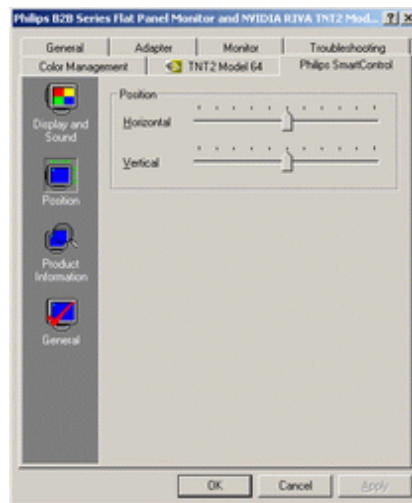 Philips B2B Series Flat Panel Monitor and NVIDIA RIVA TNT2 Mod...
General Adapter Monitor Troubleshooting
Color Management TNT2 Model 64 Philips SmartControl
Display and Sound
Position
Product Information
General
Position
Horizontal
Vertical
OK Cancel Apply